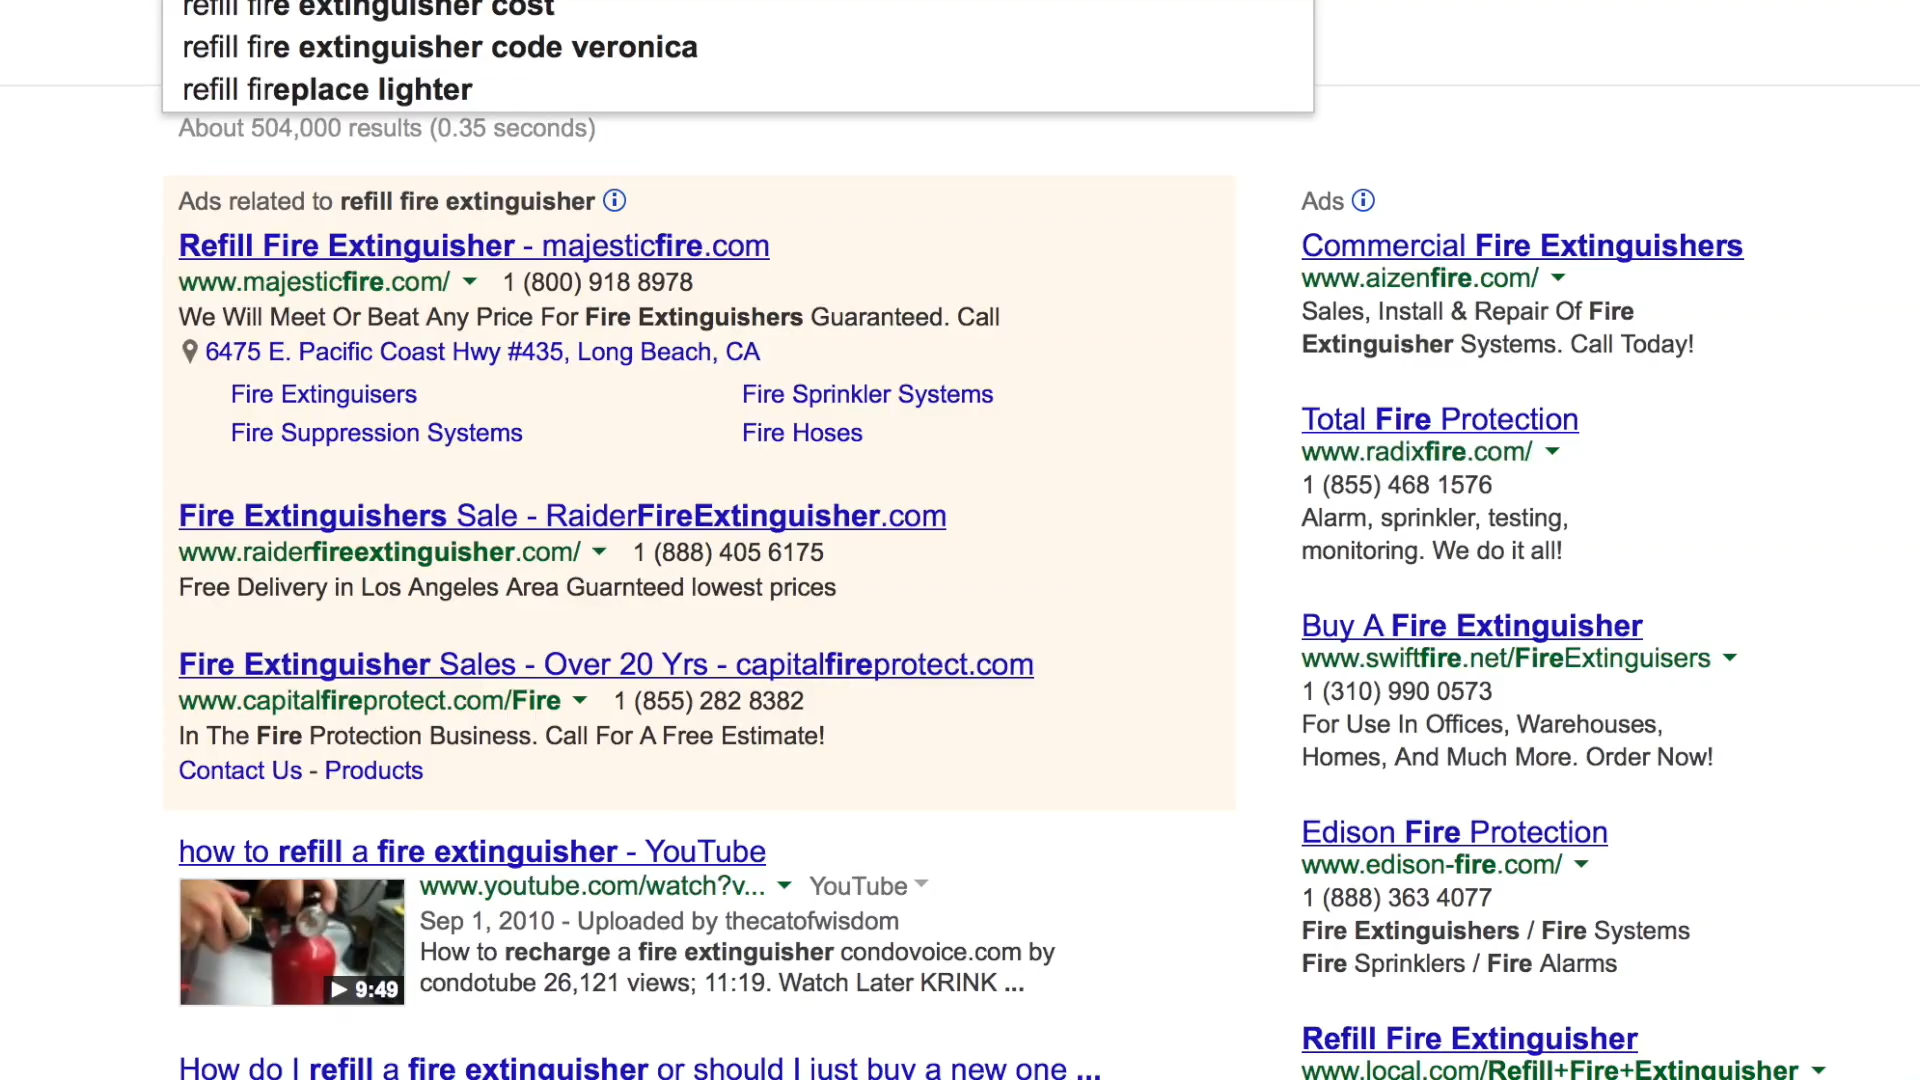 refill fire extinguisher cost
refill fire extinguisher code veronica
refill fireplace lighter
About 504,000 results (0.35 seconds)
Ads related to refill fire extinguisher
Refill Fire Extinguisher - majesticfire.com
www.majesticfire.com/ 1 (800) 918 8978
We Will Meet Or Beat Any Price For Fire Extinguishers Guaranteed. Call
6475 E. Pacific Coast Hwy #435, Long Beach, CA
Fire Extinguisers Fire Sprinkler Systems
Fire Suppression Systems Fire Hoses
Fire Extinguishers Sale - RaiderFireExtinguisher.com
www.raiderfireextinguisher.com/ 1 (888) 405 6175
Free Delivery in Los Angeles Area Guarnteed lowest prices
Fire Extinguisher Sales - Over 20 Yrs - capitalfireprotect.com
www.capitalfireprotect.com/Fire 1 (855) 282 8382
In The Fire Protection Business. Call For A Free Estimate!
Contact Us - Products
how to refill a fire extinguisher - YouTube
www.youtube.com/watch?v... YouTube
Sep 1, 2010 - Uploaded by thecatofwisdom
How to recharge a fire extinguisher condovoice.com by
condotube 26,121 views; 11:19. Watch Later KRINK ...
9:49
How do I refill a fire extinguisher or should I just buy a new one ...
Ads
Commercial Fire Extinguishers
www.aizenfire.com/
Sales, Install & Repair Of Fire
Extinguisher Systems. Call Today!
Total Fire Protection
www.radixfire.com/
1 (855) 468 1576
Alarm, sprinkler, testing,
monitoring. We do it all!
Buy A Fire Extinguisher
www.swiftfire.net/FireExtinguisers
1 (310) 990 0573
For Use In Offices, Warehouses,
Homes, And Much More. Order Now!
Edison Fire Protection
www.edison-fire.com/
1 (888) 363 4077
Fire Extinguishers / Fire Systems
Fire Sprinklers / Fire Alarms
Refill Fire Extinguisher
www.local.com/Refill+Fire+Extinguisher